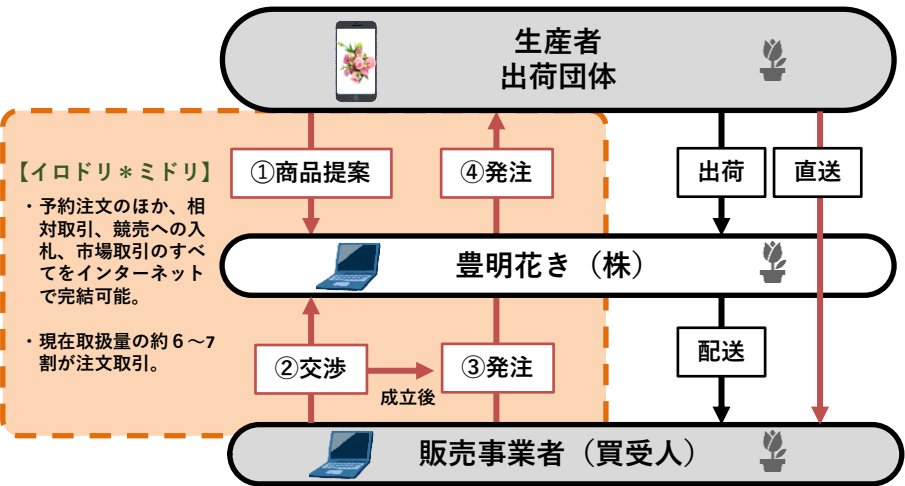 生産者
出荷団体
【イロドリ＊ミドリ】
・予約注文のほか、相
対取引、競売への入
札、市場取引のすべ
てをインターネット
で完結可能。
・現在取扱量の約６～7
割が注文取引。
①商品提案
④発注
出荷
直送
豊明花き（株）
②交渉
成立後
③発注
配送
販売事業者（買受人）